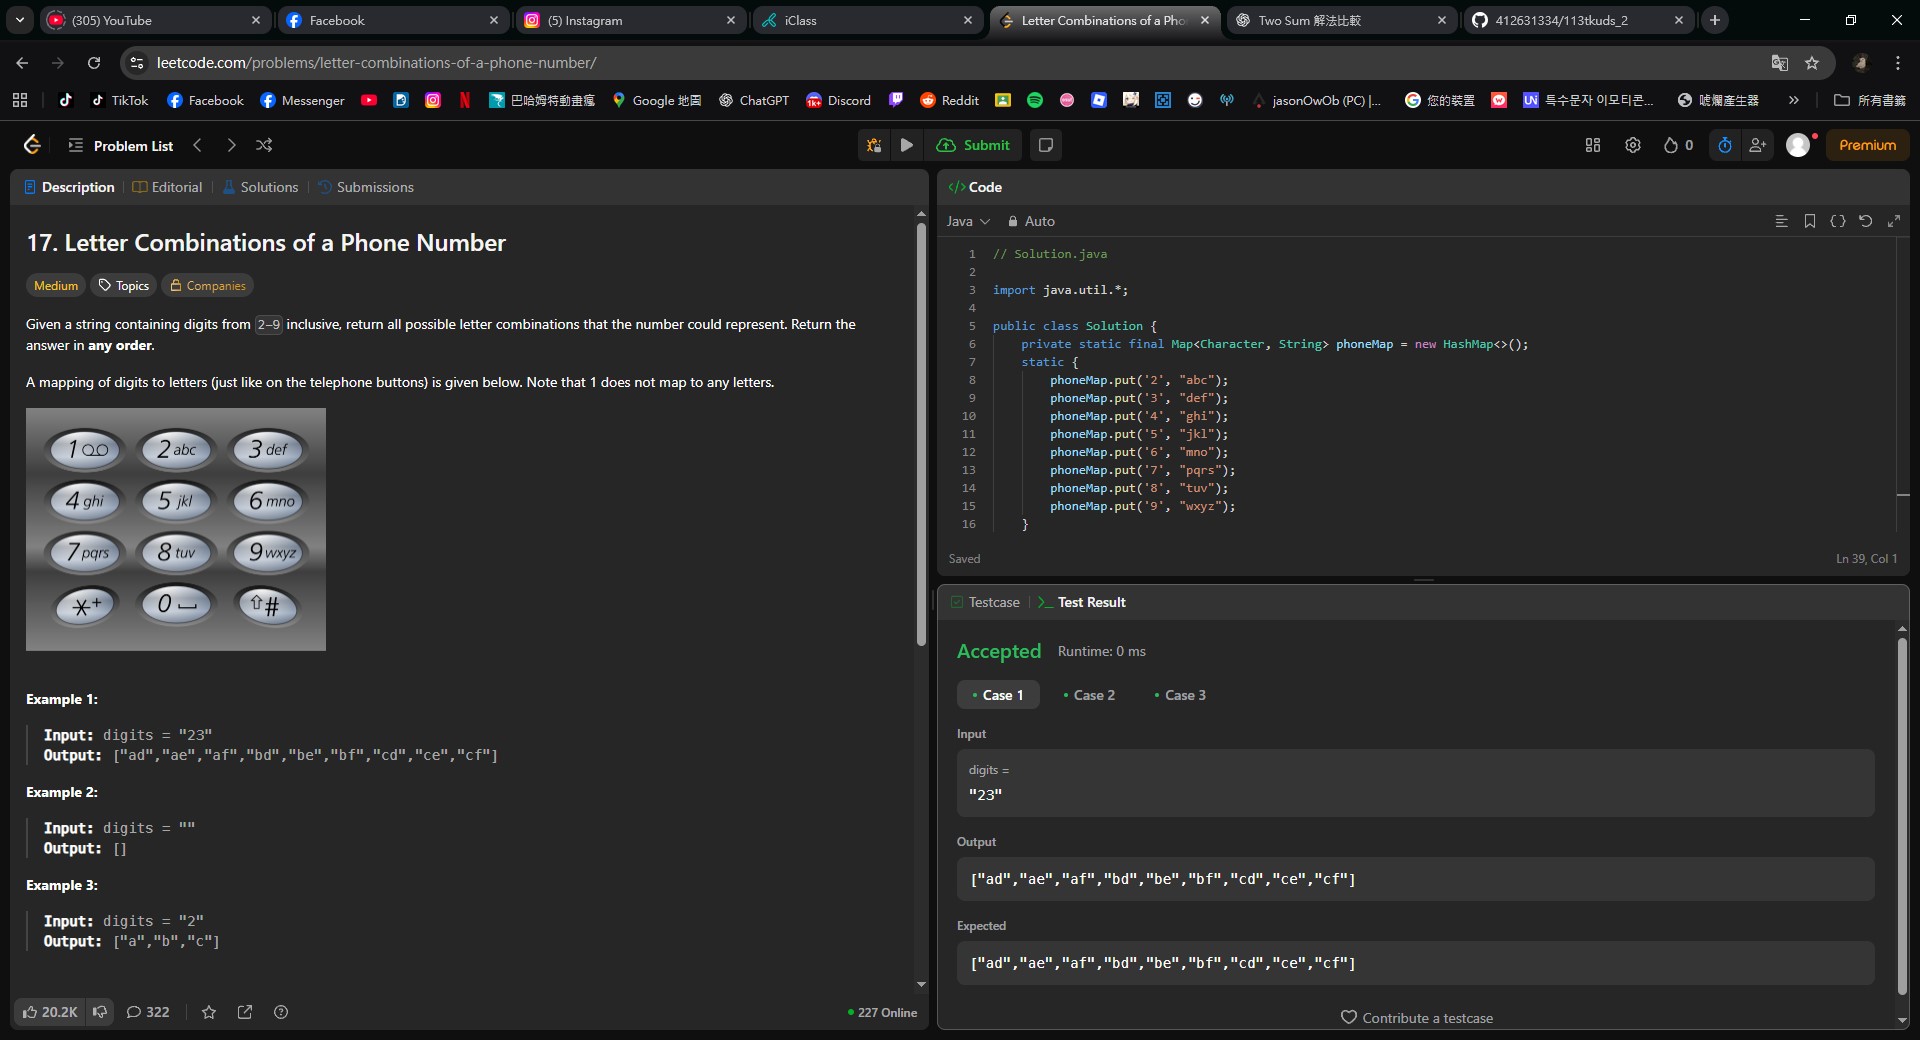 (305) YouTube
Facebook
(5) Instagram
iClass
Letter Combinations of a Pho
Two Sum 解法比較
412631334/113tkuds_2
leetcode.com/problems/letter-combinations-of-a-phone-number/
TikTok
Facebook
Messenger
巴哈姆特動畫瘋
Google 地圖
ChatGPT
Discord
Reddit
jasonOwOb (PC) |...
您的裝置
UN
특수문자 이모티콘...
唬爛產生器
所有書籤
Problem List
Submit
0
Premium
Description
Editorial
Solutions
Submissions
17. Letter Combinations of a Phone Number
Medium
Topics
Companies
Given a string containing digits from 2-9 inclusive, return all possible letter combinations that the number could represent. Return the
answer in any order.
A mapping of digits to letters (just like on the telephone buttons) is given below. Note that 1 does not map to any letters.
1 2 abc 3 def
4 ghi 5 jkl 6 mno
7 pqrs 8 tuv 9 wxyz
*+ 0 #
Example 1:
Input: digits = "23"
Output: ["ad","ae","af","bd","be","bf","cd","ce","cf"]
Example 2:
Input: digits = ""
Output: []
Example 3:
Input: digits = "2"
Output: ["a","b","c"]
20.2K
322
227 Online
</> Code
Java
Auto
1 // Solution.java
2
3 import java.util.*;
4
5 public class Solution {
6 private static final Map<Character, String> phoneMap = new HashMap<>();
7 static {
8 phoneMap.put('2', "abc");
9 phoneMap.put('3', "def");
10 phoneMap.put('4', "ghi");
11 phoneMap.put('5', "jkl");
12 phoneMap.put('6', "mno");
13 phoneMap.put('7', "pqrs");
14 phoneMap.put('8', "tuv");
15 phoneMap.put('9', "wxyz");
16 }
Saved
Ln 39, Col 1
Testcase
Test Result
Accepted
Runtime: 0 ms
Case 1
Case 2
Case 3
Input
digits =
"23"
Output
["ad","ae","af","bd","be","bf","cd","ce","cf"]
Expected
["ad","ae","af","bd","be","bf","cd","ce","cf"]
Contribute a testcase